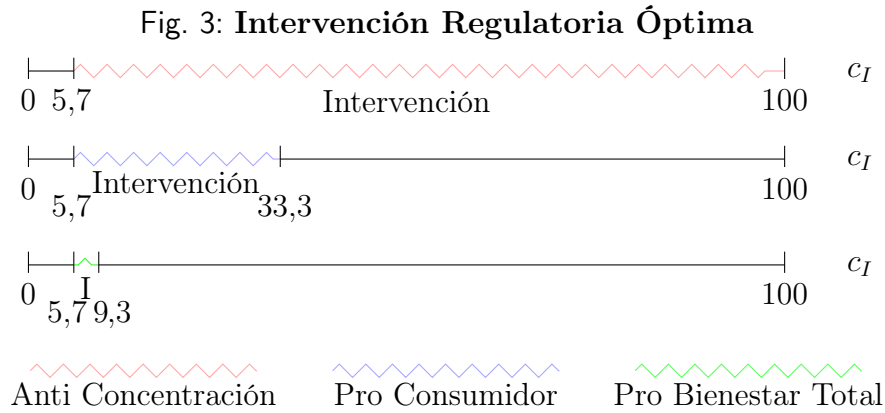 Fig. 3: Intervención Regulatoria Óptima
c_I
0 5,7 Intervención 100
c_I
0 5,7 Intervención 33,3 100
c_I
0 5,7 I 9,3 100
Anti Concentración Pro Consumidor Pro Bienestar Total